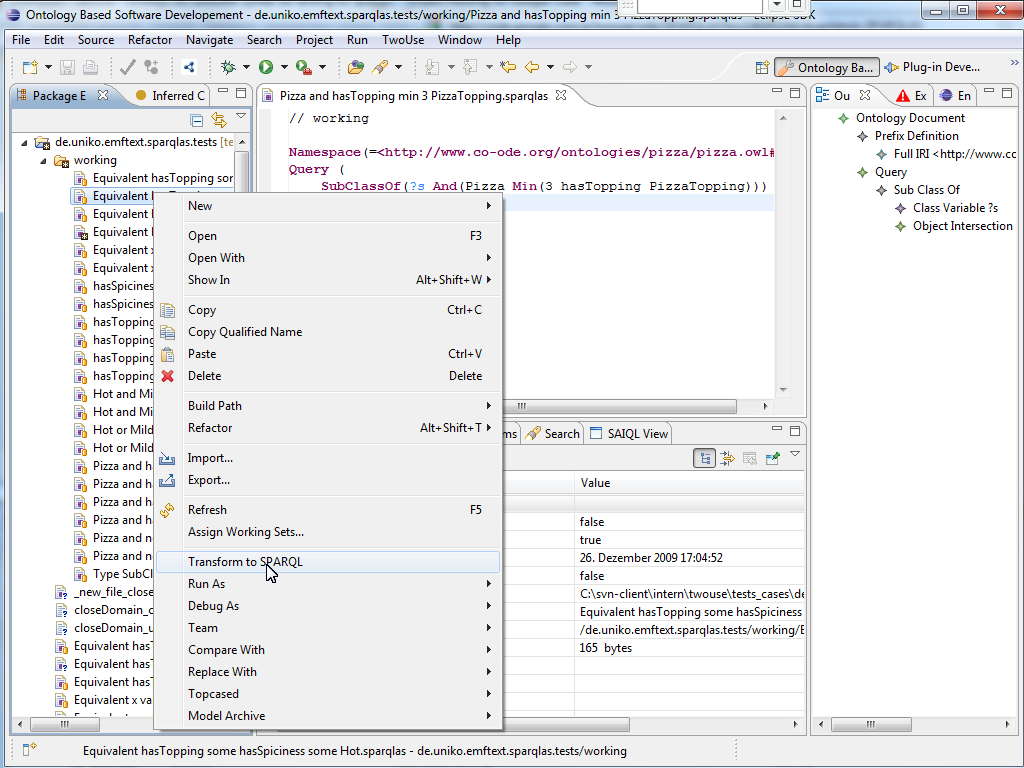 Ontology Based Software Developement - de.uniko.emftext.sparqlas.tests/working/Pizza and hasTopping min 3 PizzaTopping.sparqlas - Eclipse SDK
File Edit Source Refactor Navigate Search Project Run TwoUse Window Help
Ontology Ba... Plug-in Deve...
Package E Inferred C
de.uniko.emftext.sparqlas.tests [te
working
Equivalent hasTopping sor
Equivalent
Equivalent
Equivalent
Equivalent x
Equivalent x
hasSpicines
hasSpicines
hasTopping
hasTopping
hasTopping
hasTopping
Hot and Mi
Hot and Mi
Hot or Mild
Hot or Mild
Pizza and ha
Pizza and ha
Pizza and ha
Pizza and ha
Pizza and n
Pizza and n
Type SubCl
_new_file_close
closeDomain_c
closeDomain_u
Equivalent hasT
Equivalent hasT
Equivalent hasT
Equivalent x va
Pizza and hasTopping min 3 PizzaTopping.sparqlas
// working
Namespace(=<http://www.co-ode.org/ontologies/pizza/pizza.owl#
Query (
SubClassOf(?s And(Pizza Min(3 hasTopping PizzaTopping)))
New
Open F3
Open With
Show In Alt+Shift+W
Copy Ctrl+C
Copy Qualified Name
Paste Ctrl+V
Delete Delete
Build Path
Refactor Alt+Shift+T
Import...
Export...
Refresh F5
Assign Working Sets...
Transform to SPARQL
Run As
Debug As
Team
Compare With
Replace With
Topcased
Model Archive
ms Search SAIQL View
Value
false
true
26. Dezember 2009 17:04:52
false
C:\svn-client\intern\twouse\tests_cases\de
Equivalent hasTopping some hasSpiciness
/de.uniko.emftext.sparqlas.tests/working/E
165 bytes
Ou Ex En
Ontology Document
Prefix Definition
Full IRI <http://www.cc
Query
Sub Class Of
Class Variable ?s
Object Intersection
Equivalent hasTopping some hasSpiciness some Hot.sparqlas - de.uniko.emftext.sparqlas.tests/working